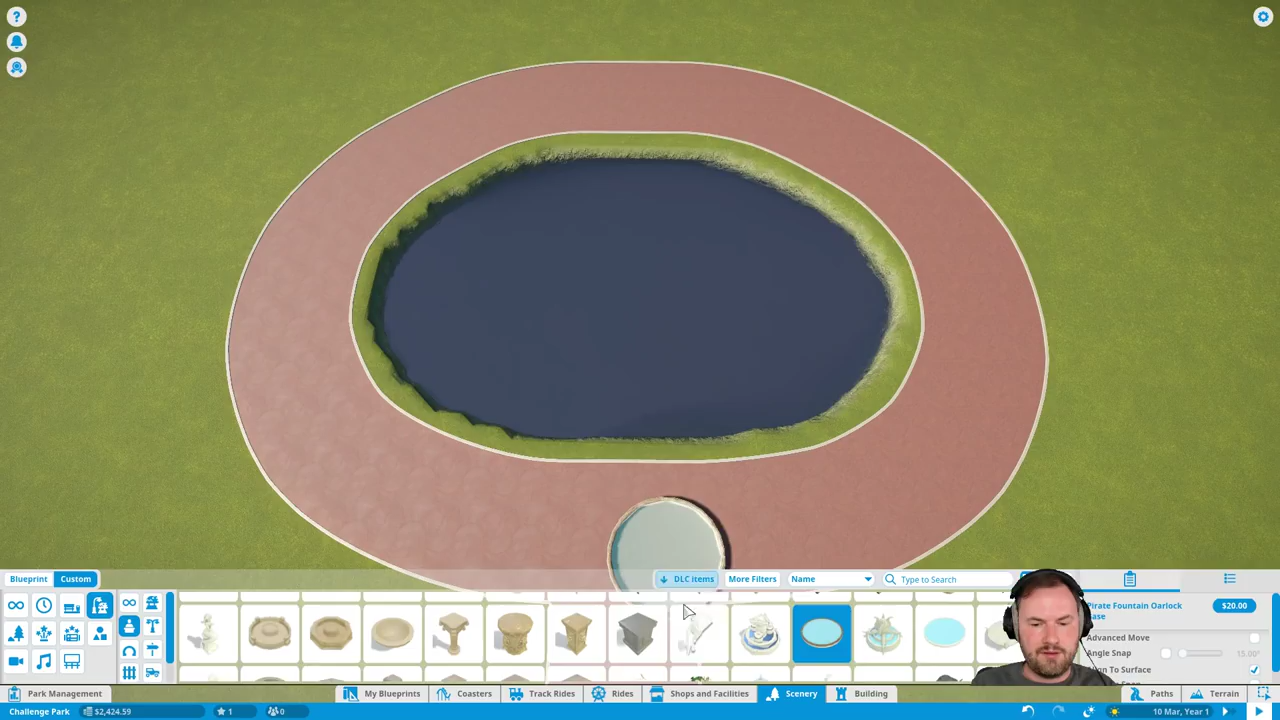 ?
Blueprint
Custom
DLC items
More Filters
Name
Type to Search
Pirate Fountain Oarlock
$20.00
Advanced Move
Angle Snap
15.00°
To Surface
Park Management
My Blueprints
Coasters
Track Rides
Rides
Shops and Facilities
Scenery
Building
Paths
Terrain
Challenge Park
$2,424.59
1
0
10 Mar, Year 1